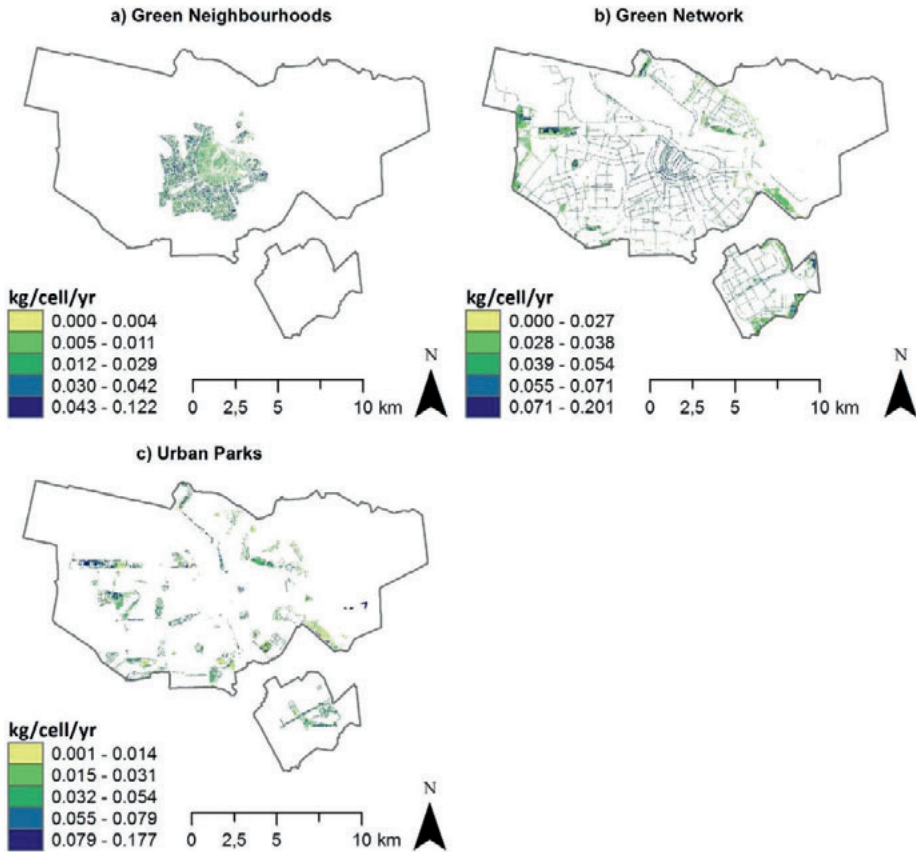 a) Green Neighbourhoods
b) Green Network
kg/cell/yr
0.000 - 0.004
0.005 - 0.011
0.012 - 0.029
0.030 - 0.042
0.043 - 0.122
0 2,5 5 10 km
N
kg/cell/yr
0.000 - 0.027
0.028 - 0.038
0.039 - 0.054
0.055 - 0.071
0.071 - 0.201
0 2,5 5 10 km
N
c) Urban Parks
kg/cell/yr
0.001 - 0.014
0.015 - 0.031
0.032 - 0.054
0.055 - 0.079
0.079 - 0.177
0 2,5 5 10 km
N